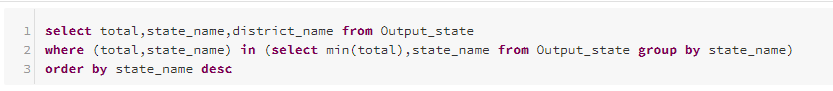 1 select total,state_name,district_name from Output_state
2 where (total,state_name) in (select min(total),state_name from Output_state group by state_name)
3 order by state_name desc